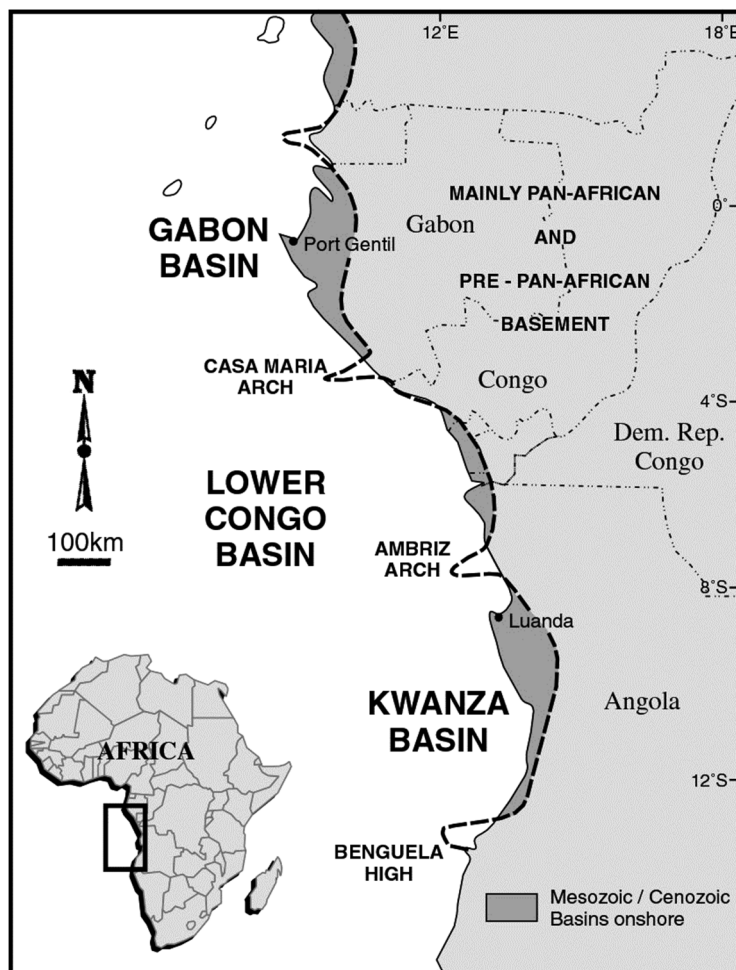 12°E
18°E
MAINLY PAN-AFRICAN
AND
PRE - PAN-AFRICAN
BASEMENT
0°
Gabon
GABON
BASIN
Port Gentil
CASA MARIA
ARCH
Congo
4°S
Dem. Rep.
Congo
N
100km
LOWER
CONGO
BASIN
AMBRIZ
ARCH
8°S
Luanda
KWANZA
BASIN
Angola
AFRICA
12°S
BENGUELA
HIGH
Mesozoic / Cenozoic
Basins onshore